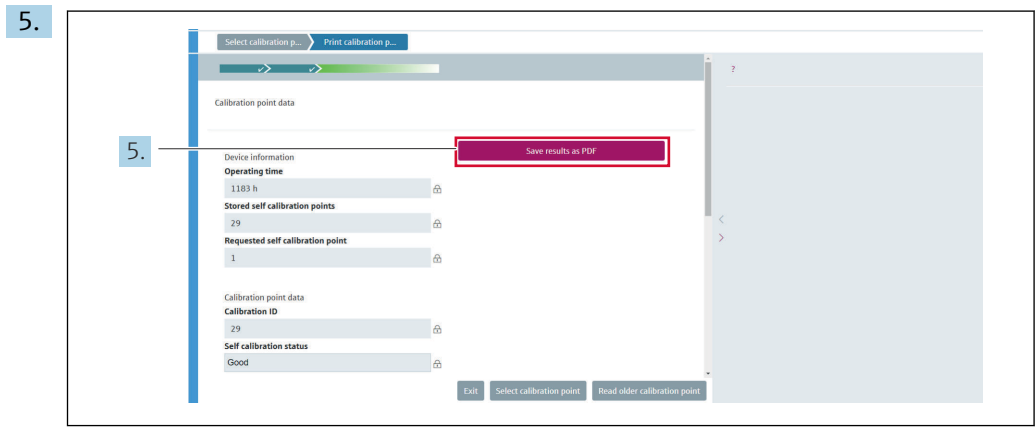 5.
Select calibration p...
Print calibration p...
?
Calibration point data
5.
Save results as PDF
Device information
Operating time
1183 h
Stored self calibration points
29
Requested self calibration point
1
Calibration point data
Calibration ID
29
Self calibration status
Good
Exit
Select calibration point
Read older calibration point